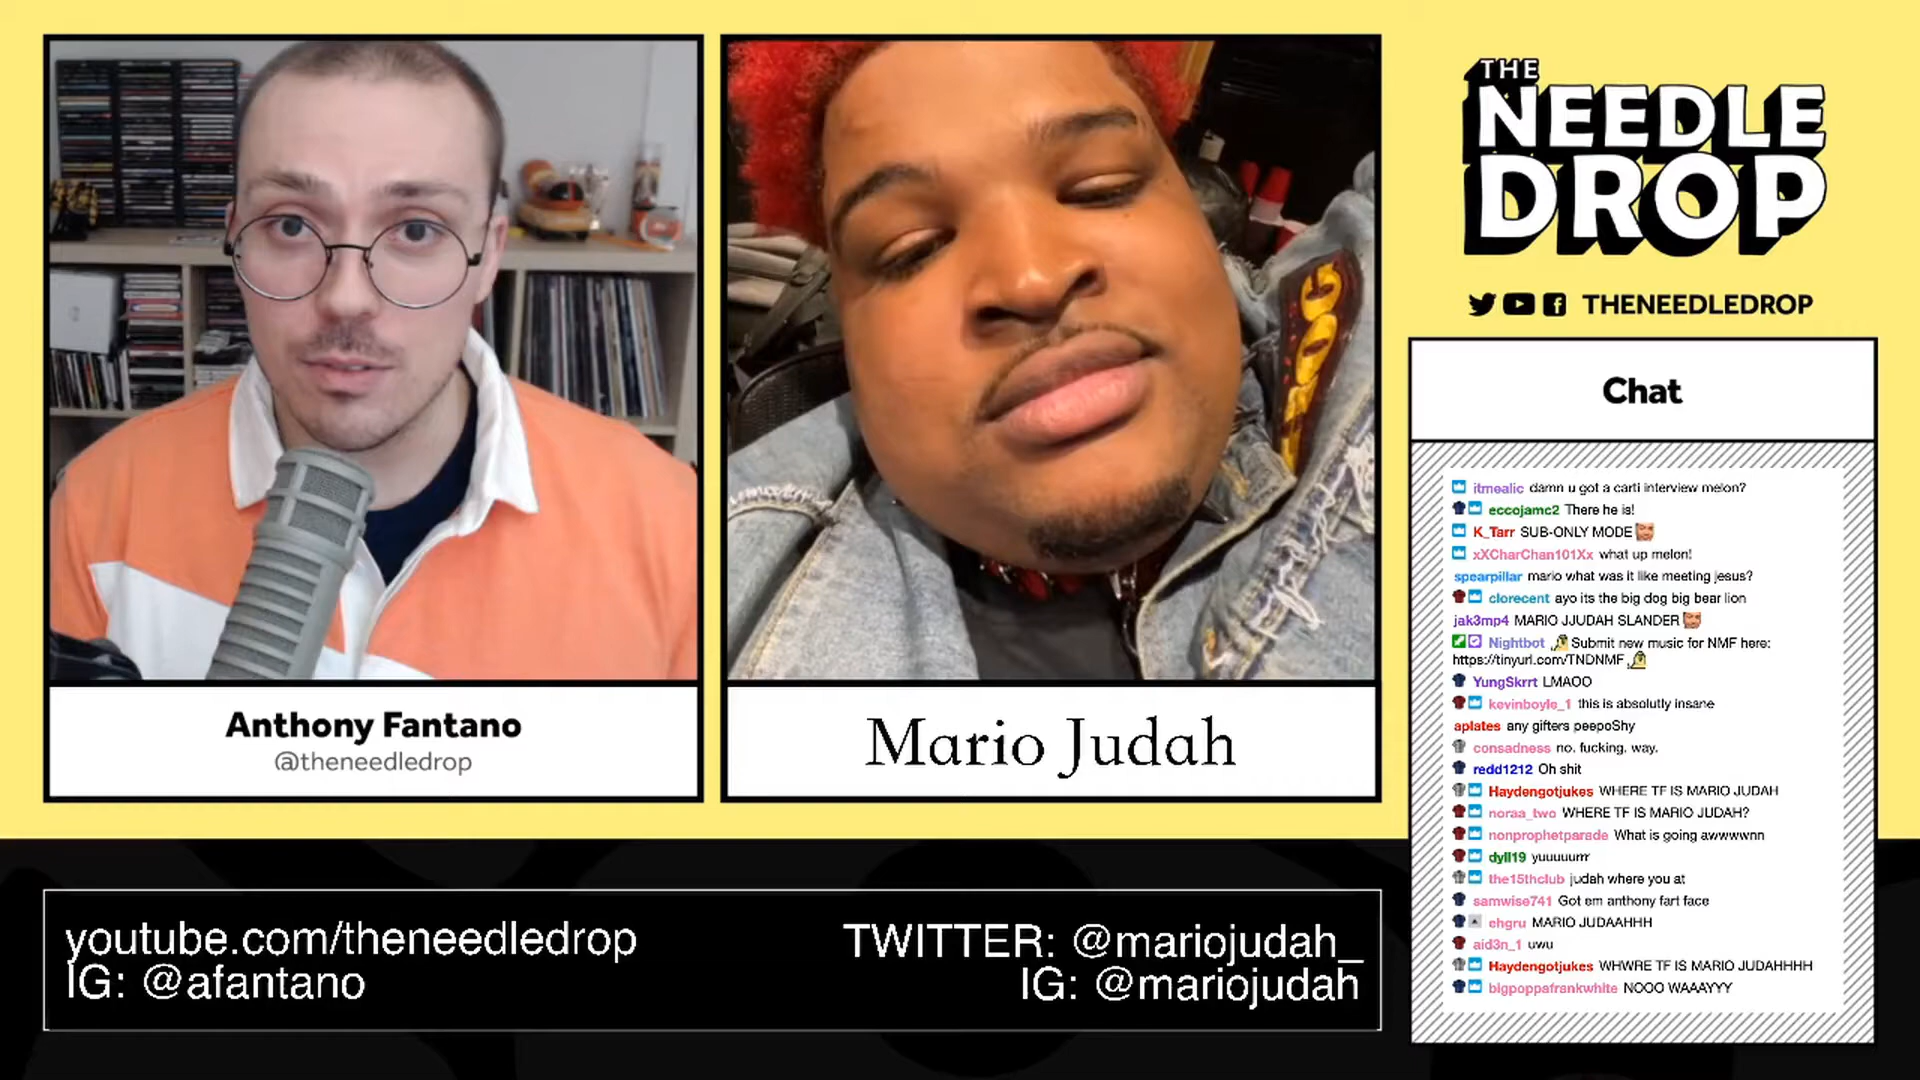 THE
NEEDLE
DROP
THENEEDLEDROP
Anthony Fantano
@theneedledrop
Mario Judah
Chat
itmealic damn u got a carti interview melon?
eccojamc2 There he is!
K_Tarr SUB-ONLY MODE
xXCharChan101Xx what up melon!
spearpillar mario what was it like meeting jesus?
clorecent ayo its the big dog big bear lion
jak3mp4 MARIO JJUDAH SLANDER
Nightbot Submit new music for NMF here:
https://tinyurl.com/TNDNMF
YungSkrrt LMAOO
kevinboyle_1 this is absolutly insane
aplates any gifters peepoShy
consadness no. fucking. way.
redd1212 Oh shit
Haydengotjukes WHERE TF IS MARIO JUDAH
noraa_two WHERE TF IS MARIO JUDAH?
nonprophetparade What is going awwwwnn
dyll19 yuuuuurrr
the15thclub judah where you at
samwise741 Got em anthony fart face
ehgru MARIO JUDAAHHH
aid3n_1 uwu
Haydengotjukes WHWRE TF IS MARIO JUDAHHHH
bigpoppafrankwhite NOOO WAAAYYY
youtube.com/theneedledrop
IG: @afantano
TWITTER: @mariojudah_
IG: @mariojudah